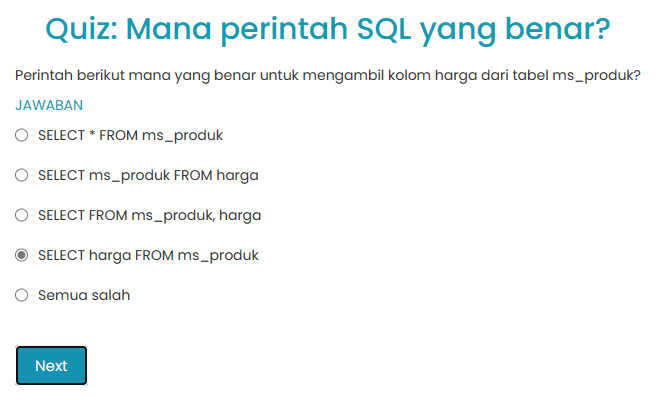 Quiz: Mana perintah SQL yang benar?
Perintah berikut mana yang benar untuk mengambil kolom harga dari tabel ms_produk?
JAWABAN
SELECT * FROM ms_produk
SELECT ms_produk FROM harga
SELECT FROM ms_produk, harga
SELECT harga FROM ms_produk
Semua salah
Next